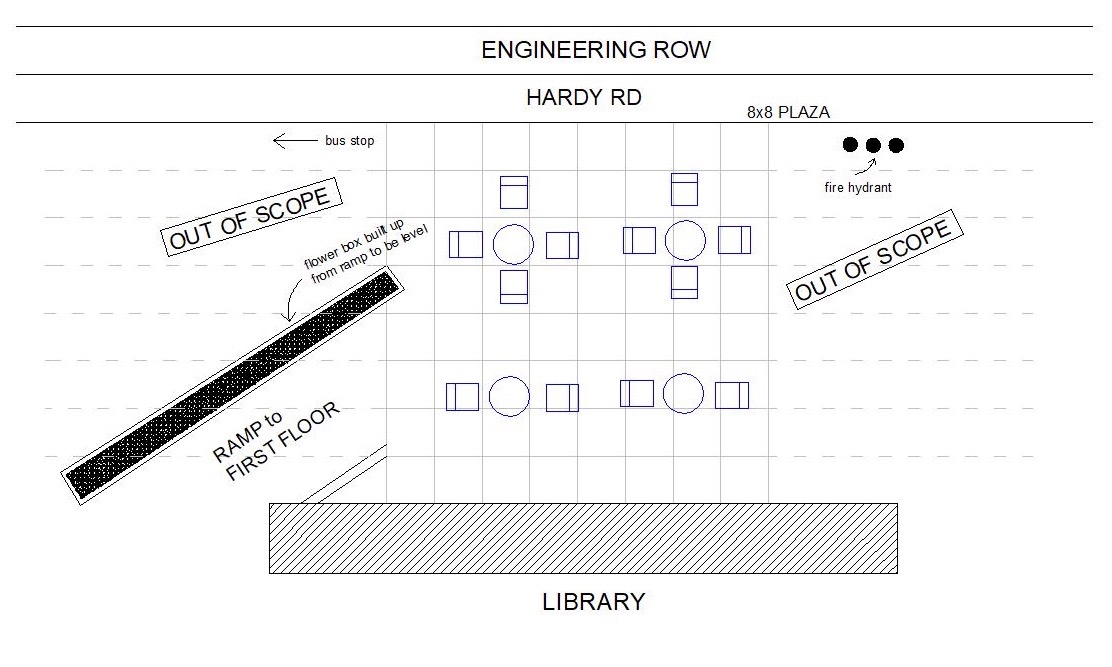 ENGINEERING ROW
HARDY RD
8x8 PLAZA
bus stop
fire hydrant
OUT OF SCOPE
flower box built up
from ramp to be level
OUT OF SCOPE
RAMP to
FIRST FLOOR
LIBRARY